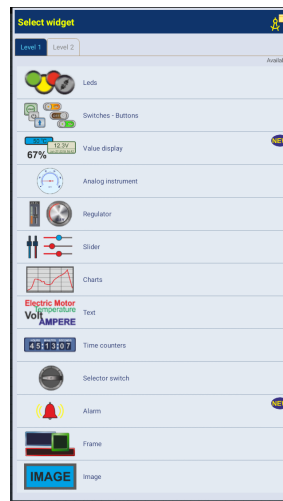 Select widget
Level 1 Level 2
Availab
Leds
Switches - Buttons
12.3V
67%
Value display
NEW
Analog instrument
Regulator
Slider
Charts
Electric Motor
Temperature
Volt
AMPERE
Text
4 5 1 3 0 7
Time counters
Selector switch
Alarm
NEW
Frame
IMAGE
Image